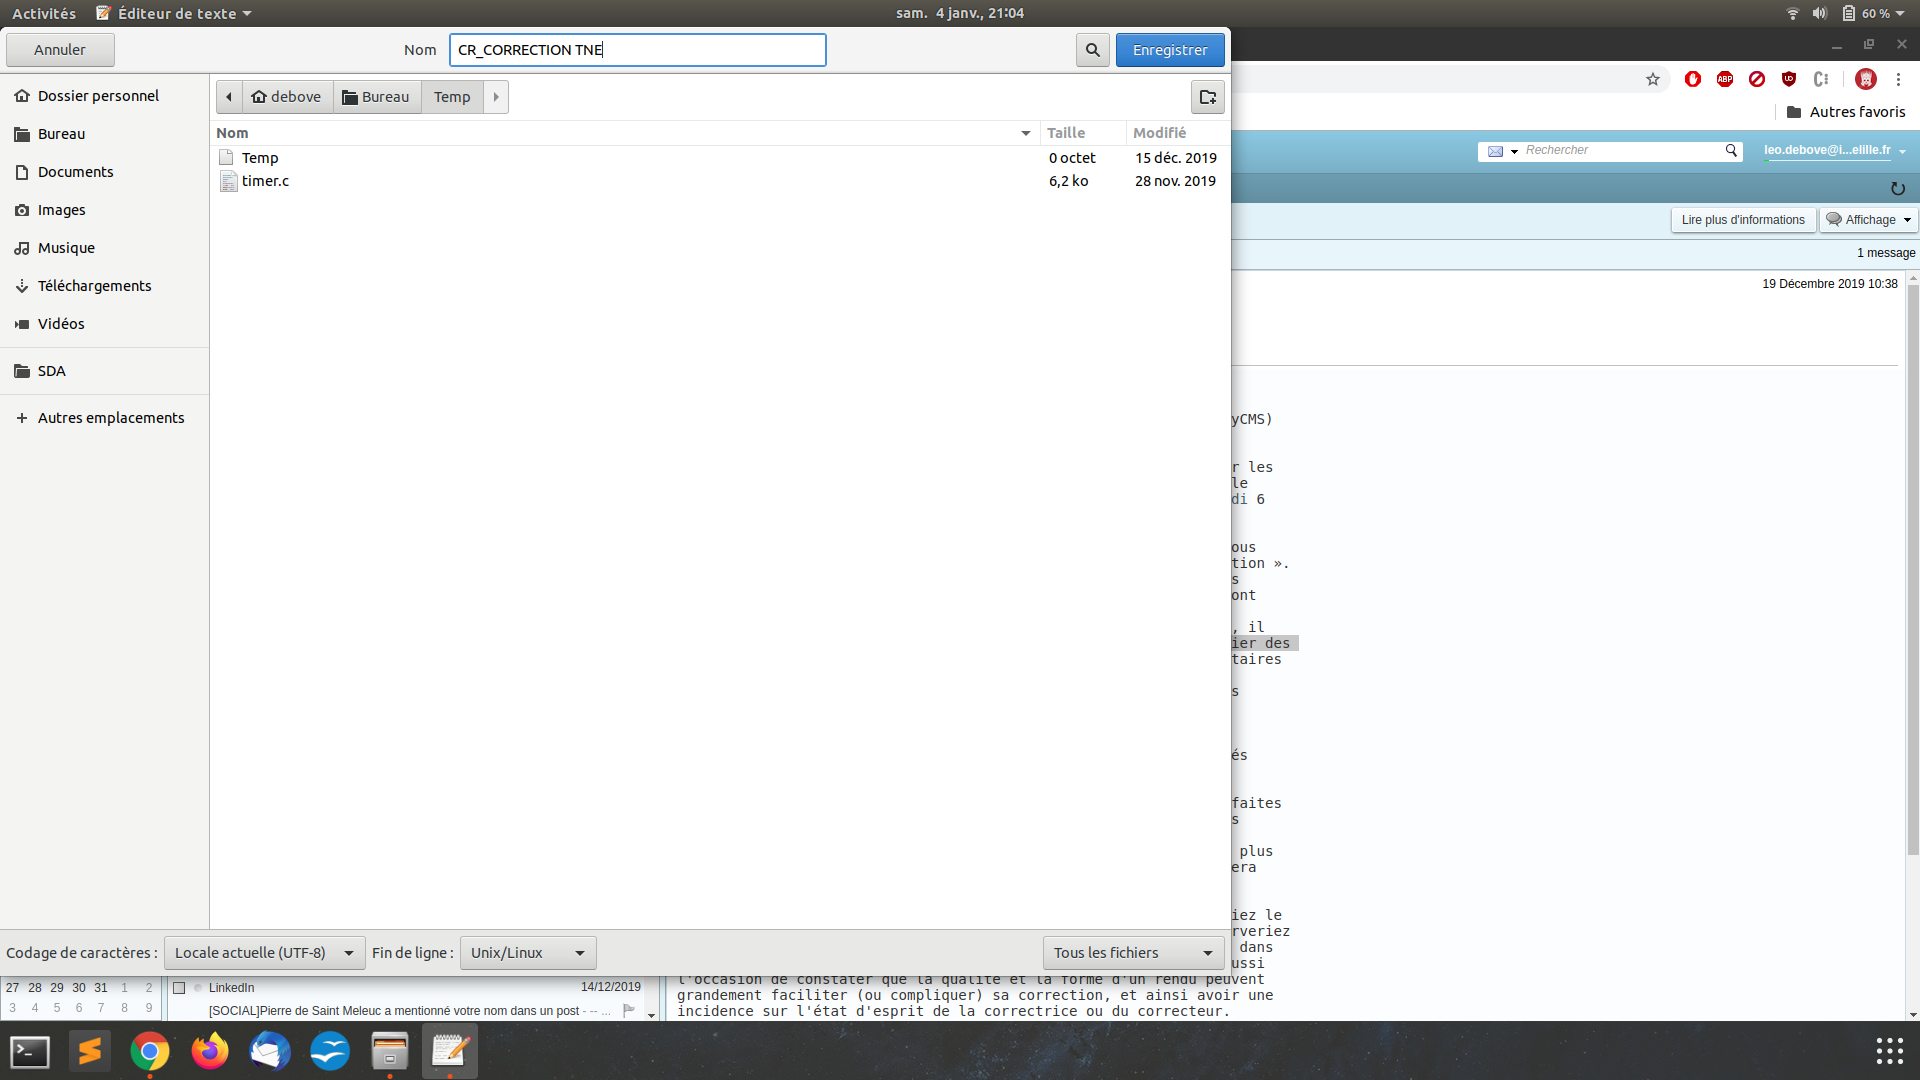 Activités Éditeur de texte sam. 4 janv., 21:04 60 %
Annuler Nom CR_CORRECTION TNE Enregistrer
debove Bureau Temp
Nom Taille Modifié
Temp 0 octet 15 déc. 2019
timer.c 6,2 ko 28 nov. 2019
Dossier personnel
Bureau
Documents
Images
Musique
Téléchargements
Vidéos
SDA
Autres emplacements
Codage de caractères : Locale actuelle (UTF-8) Fin de ligne : Unix/Linux Tous les fichiers
ABP
Autres favoris
Rechercher leo.debove@i...elille.fr
Lire plus d'informations Affichage
1 message
19 Décembre 2019 10:38
yCMS)
r les
le
di 6
ous
tion ».
s
ont
, il
ier des
taires
s
és
faites
s
plus
era
iez le
rveriez
dans
ussi
l'occasion de constater que la qualité et la forme d'un rendu peuvent
grandement faciliter (ou compliquer) sa correction, et ainsi avoir une
incidence sur l'état d'esprit de la correctrice ou du correcteur.
27 28 29 30 31 1 2
3 4 5 6 7 8 9
LinkedIn 14/12/2019
[SOCIAL]Pierre de Saint Meleuc a mentionné votre nom dans un post - -- ...